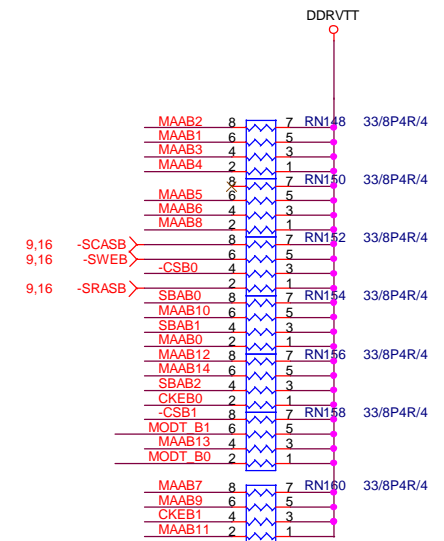 DDRVTT
MAAB2 8 7 RN148 33/8P4R/4
MAAB1 6 5
MAAB3 4 3
MAAB4 2 1
8 7 RN150 33/8P4R/4
MAAB5 6 5
MAAB6 4 3
MAAB8 2 1
9,16 -SCASB 8 7 RN152 33/8P4R/4
9,16 -SWEB 6 5
-CSB0 4 3
9,16 -SRASB 2 1
SBAB0 8 7 RN154 33/8P4R/4
MAAB10 6 5
SBAB1 4 3
MAAB0 2 1
MAAB12 8 7 RN156 33/8P4R/4
MAAB14 6 5
SBAB2 4 3
CKEB0 2 1
-CSB1 8 7 RN158 33/8P4R/4
MODT_B1 6 5
MAAB13 4 3
MODT_B0 2 1
MAAB7 8 7 RN160 33/8P4R/4
MAAB9 6 5
CKEB1 4 3
MAAB11 2 1